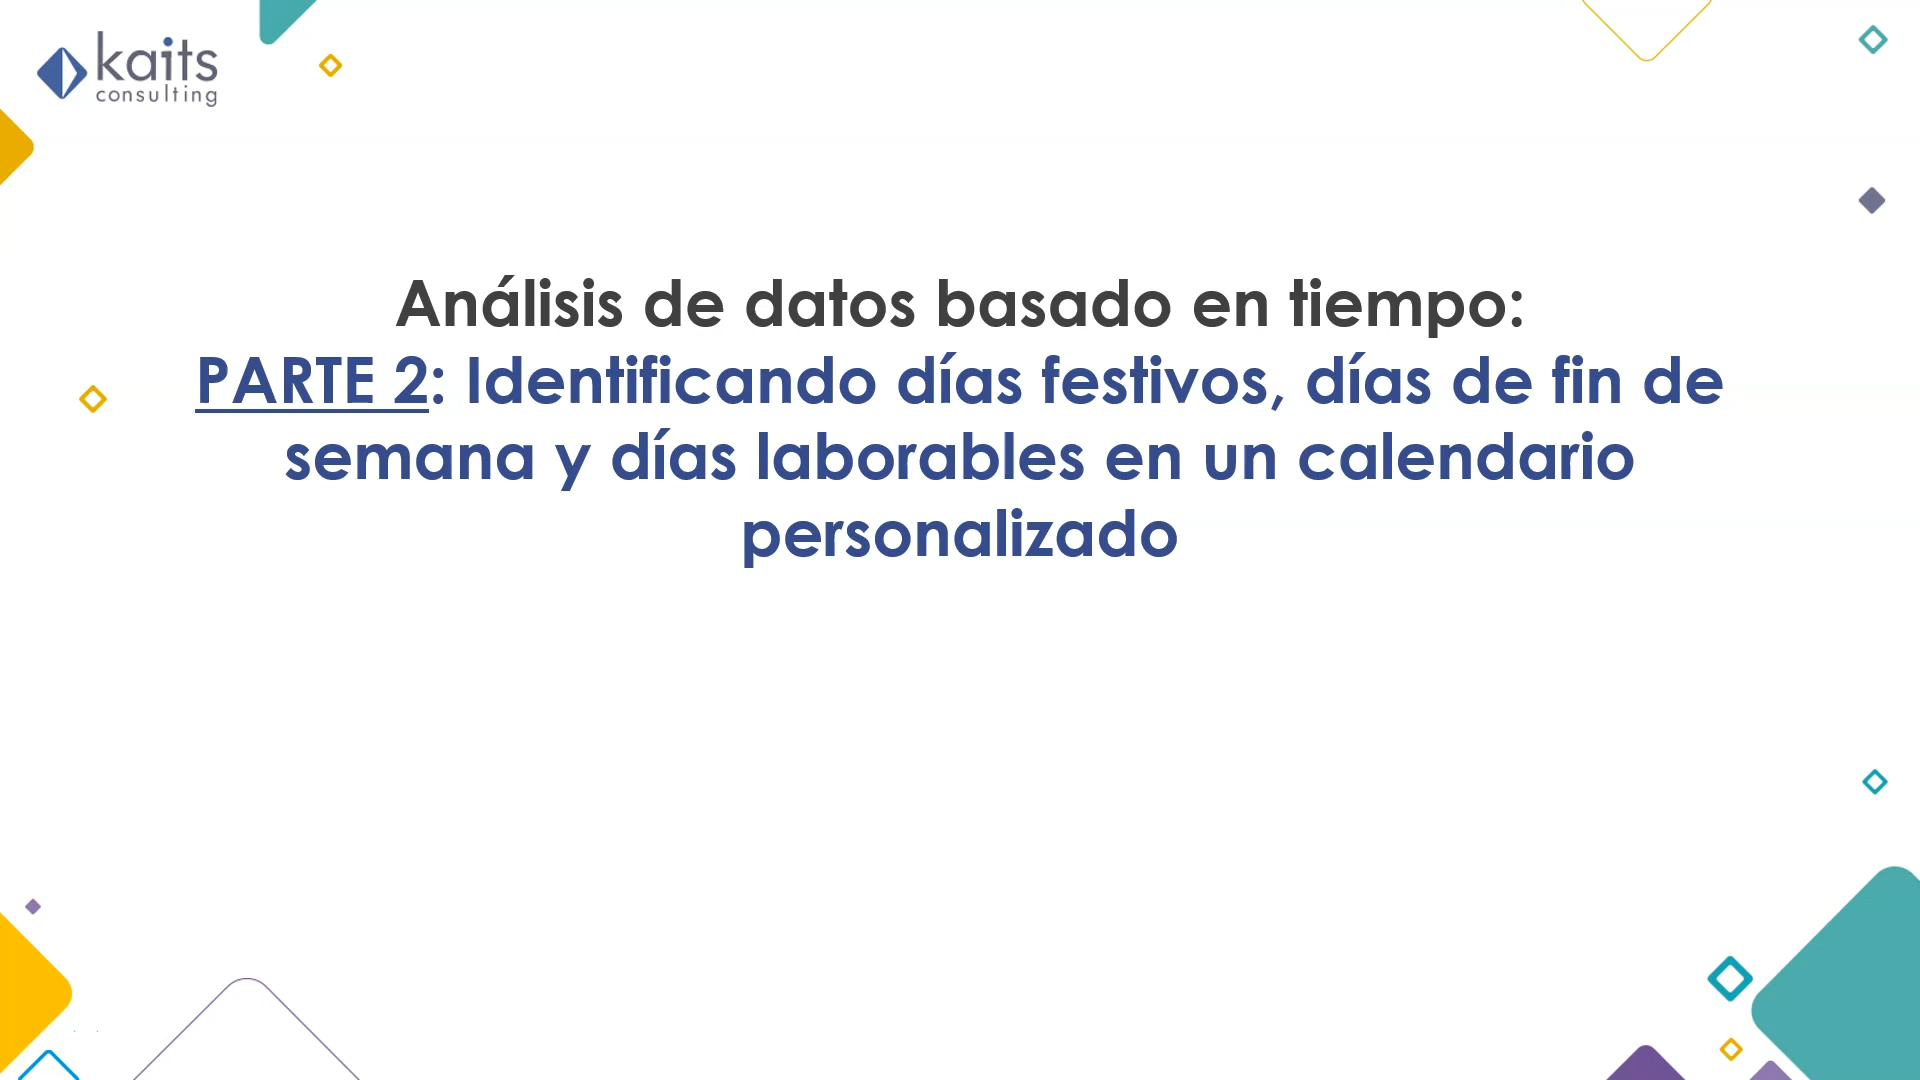 kaits
consulting
Análisis de datos basado en tiempo:
PARTE 2: Identificando días festivos, días de fin de
semana y días laborables en un calendario
personalizado